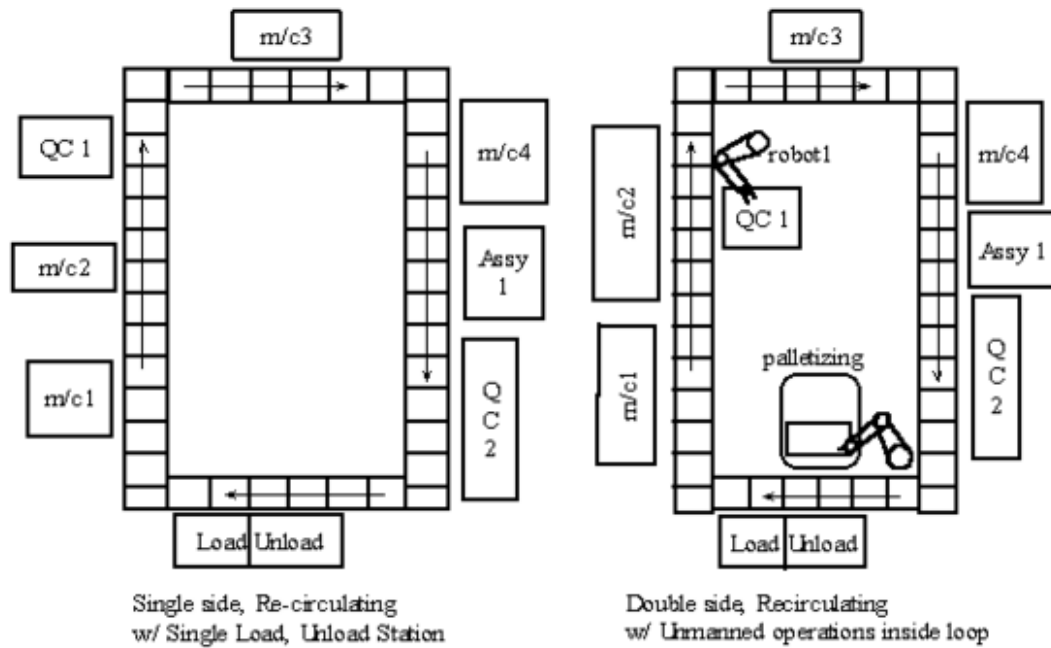 m/c3
QC 1
m/c4
m/c2
Assy
1
m/c1
Q
C
2
Load Unload
Single side, Re-circulating
w/ Single Load, Unload Station
m/c3
robot1
m/c4
m/c2
QC 1
Assy 1
palletizing
m/c1
Q
C
2
Load Unload
Double side, Recirculating
w/ Unmanned operations inside loop